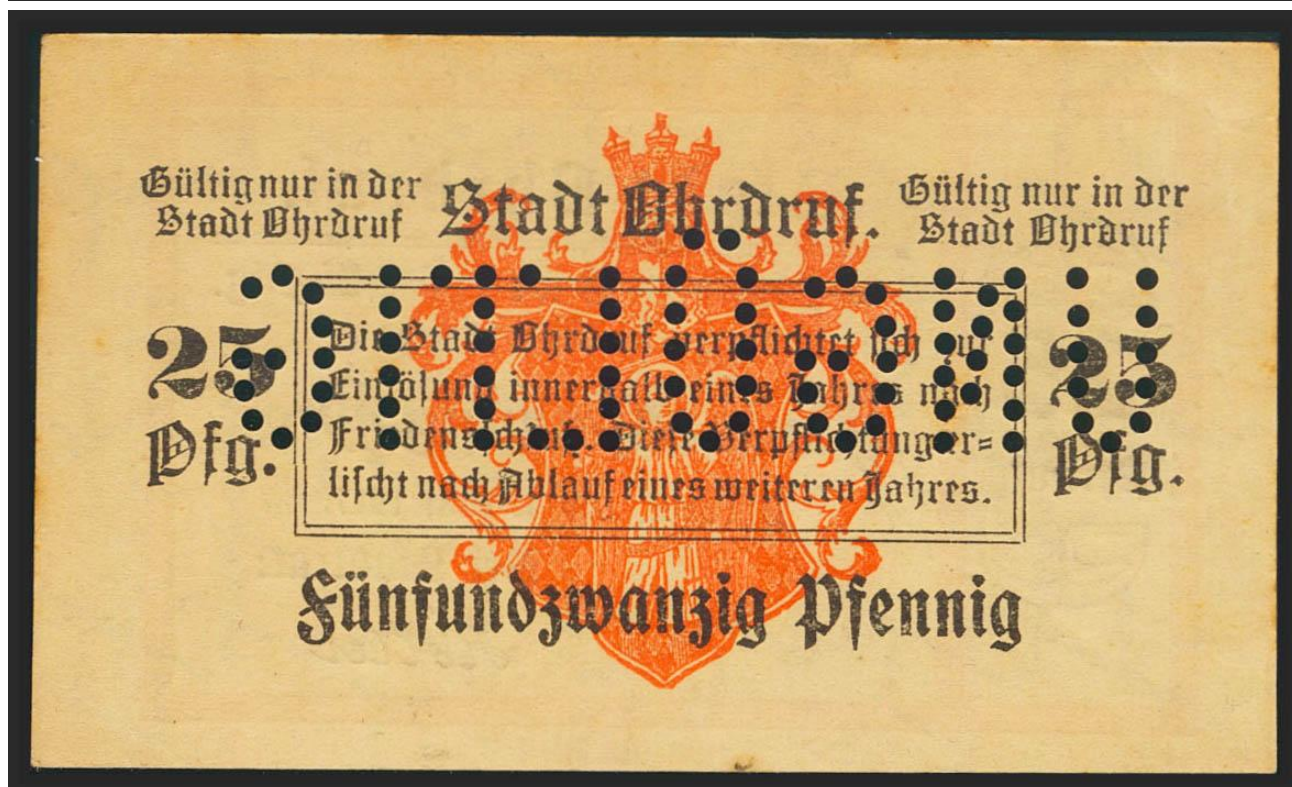 Gültig nur in der
Stadt Ohrdruf
Stadt Ohrdruf.
Gültig nur in der
Stadt Ohrdruf
UNGÜLTIG
25
Pfg.
Die Stadt Ohrdruf verpflichtet sich zur
Einlösung innerhalb eines Jahres nach
Friedensschluß. Diese Verpflichtung er=
lischt nach Ablauf eines weiteren Jahres.
25
Pfg.
Fünfundzwanzig Pfennig